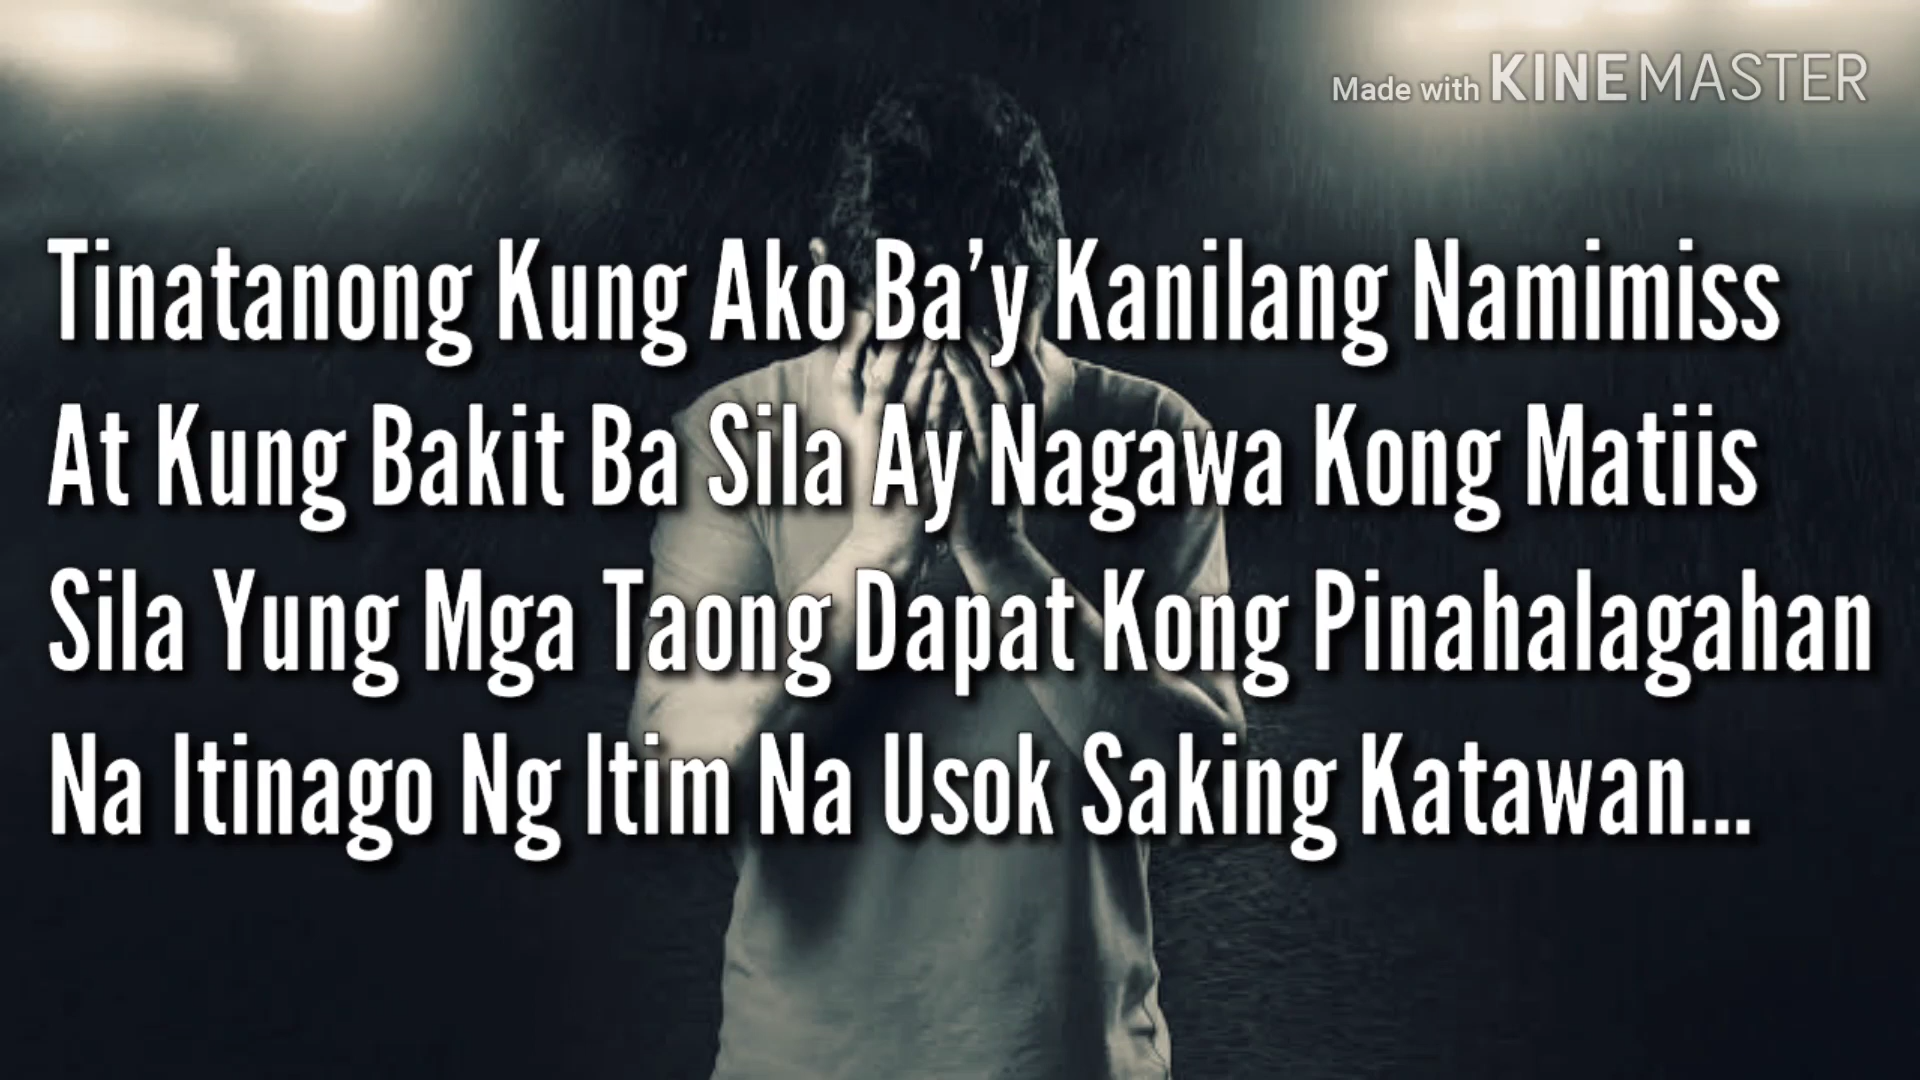 Made with KINEMASTER
Tinatanong Kung Ako Ba’y Kanilang Namimiss
At Kung Bakit Ba Sila Ay Nagawa Kong Matiis
Sila Yung Mga Taong Dapat Kong Pinahalagahan
Na Itinago Ng Itim Na Usok Saking Katawan...